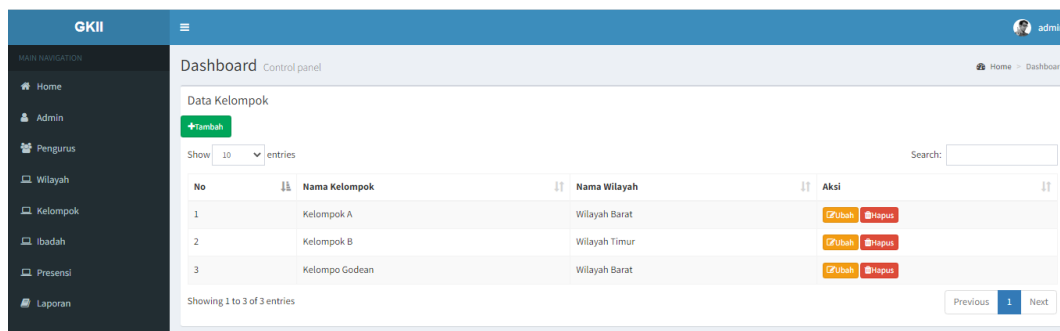 GKII
admi
MAIN NAVIGATION
Dashboard Control panel
Home > Dashboar
Home
Admin
Pengurus
Wilayah
Kelompok
Ibadah
Presensi
Laporan
Data Kelompok
+Tambah
Show 10 entries
Search:
No Nama Kelompok Nama Wilayah Aksi
1 Kelompok A Wilayah Barat Ubah Hapus
2 Kelompok B Wilayah Timur Ubah Hapus
3 Kelompo Godean Wilayah Barat Ubah Hapus
Showing 1 to 3 of 3 entries
Previous 1 Next